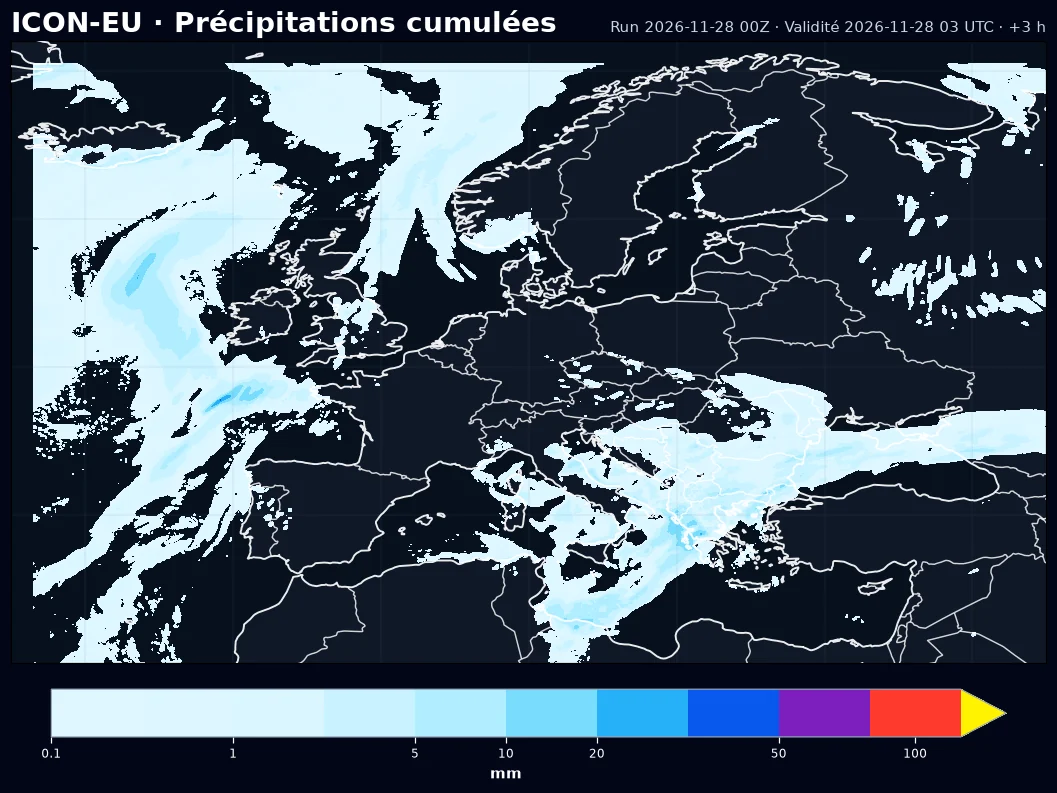 ICON-EU · Précipitations cumulées
Run 2026-11-28 00Z · Validité 2026-11-28 03 UTC · +3 h
0.1 1 5 10 20 50 100
mm